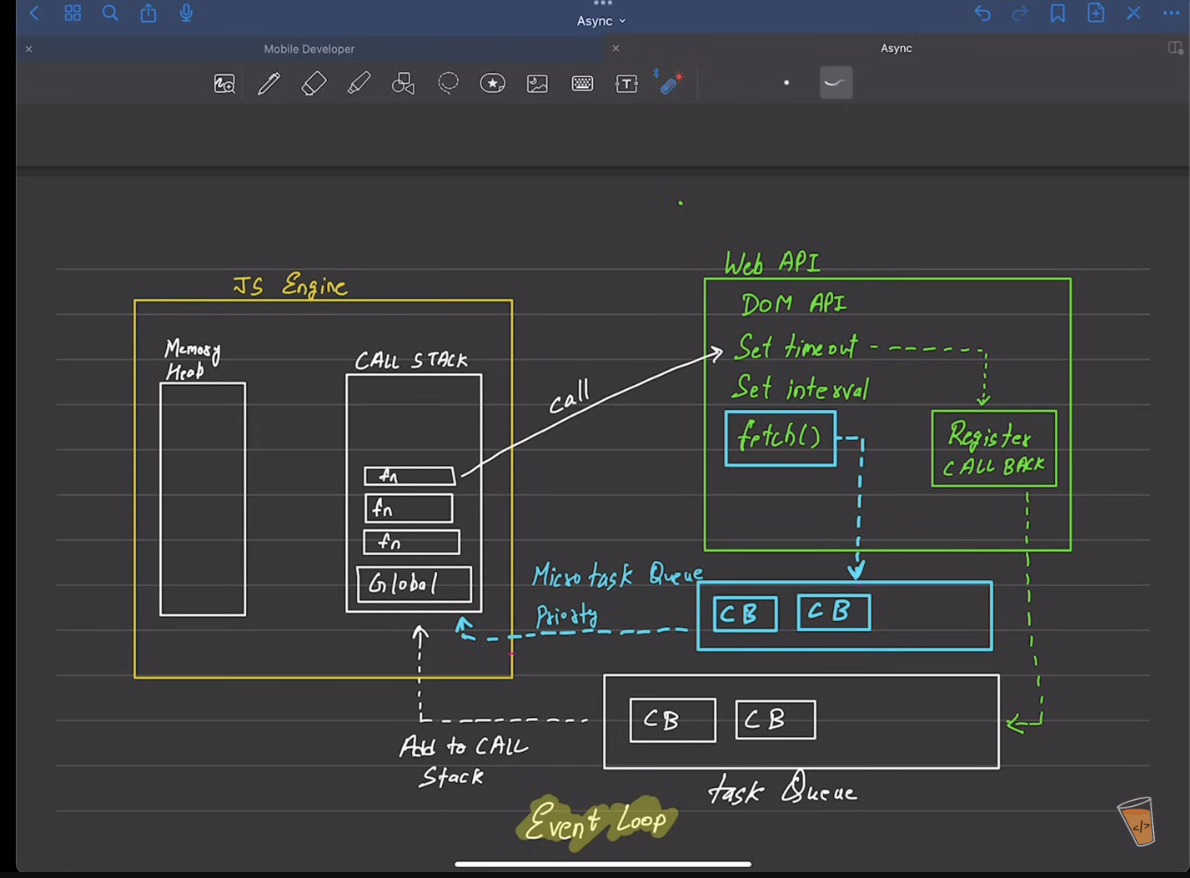 Async
Mobile Developer
Async
T
JS Engine
Memory
Heap
CALL STACK
fn
fn
fn
Global
call
Web API
DOM API
Set timeout
Set interval
fetch()
Register
CALL BACK
Micro task Queue
Priority
CB
CB
CB
CB
Add to CALL
Stack
task Queue
Event Loop
</>